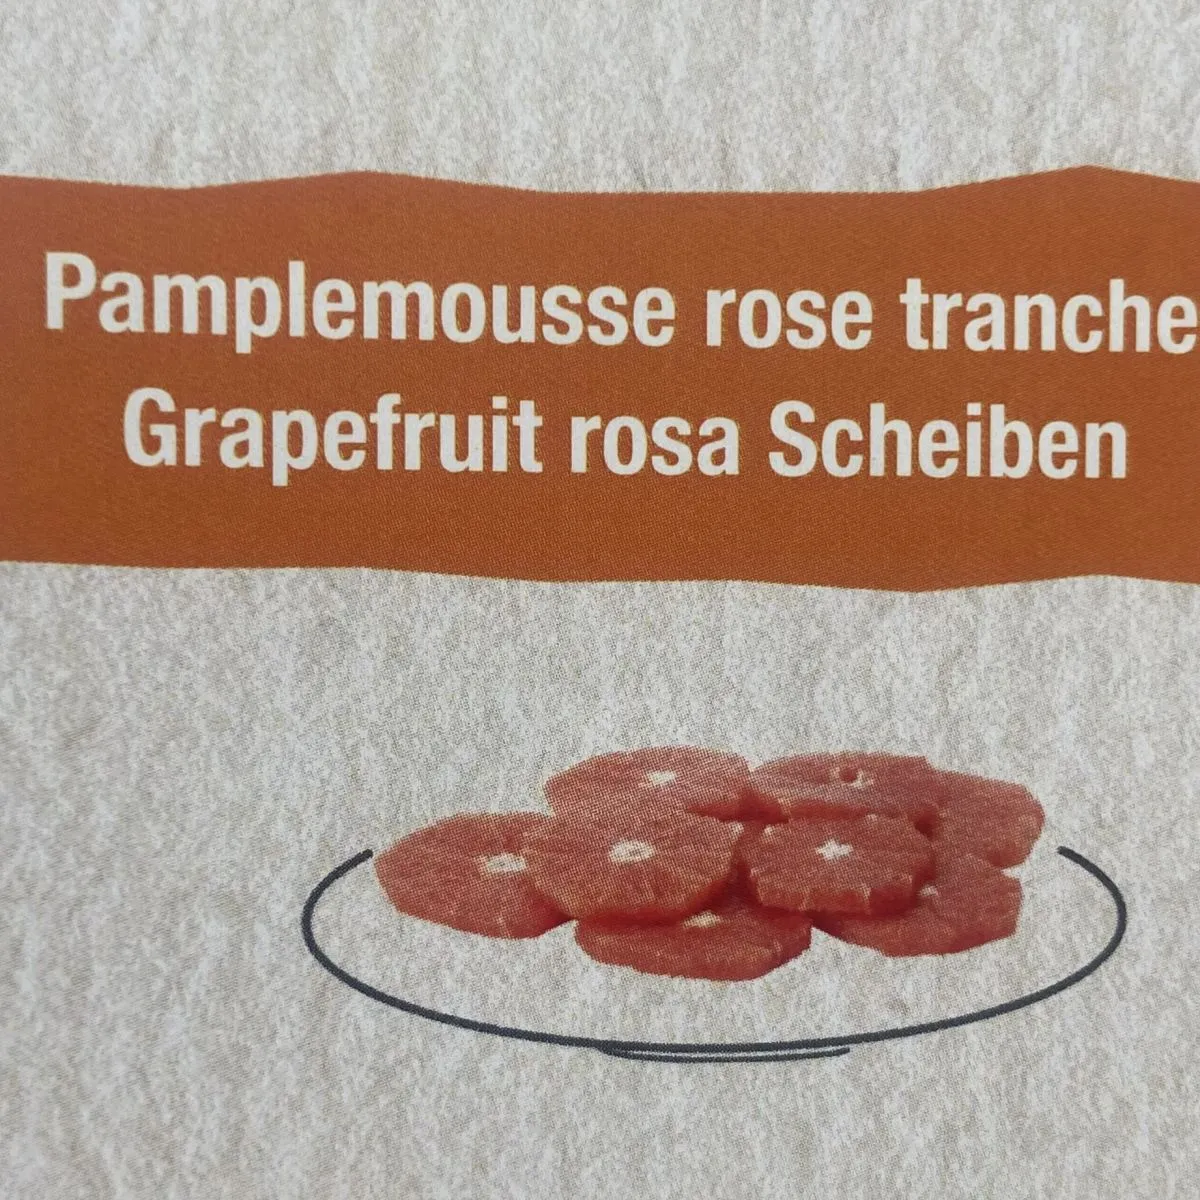 Pamplemousse rose tranche
Grapefruit rosa Scheiben